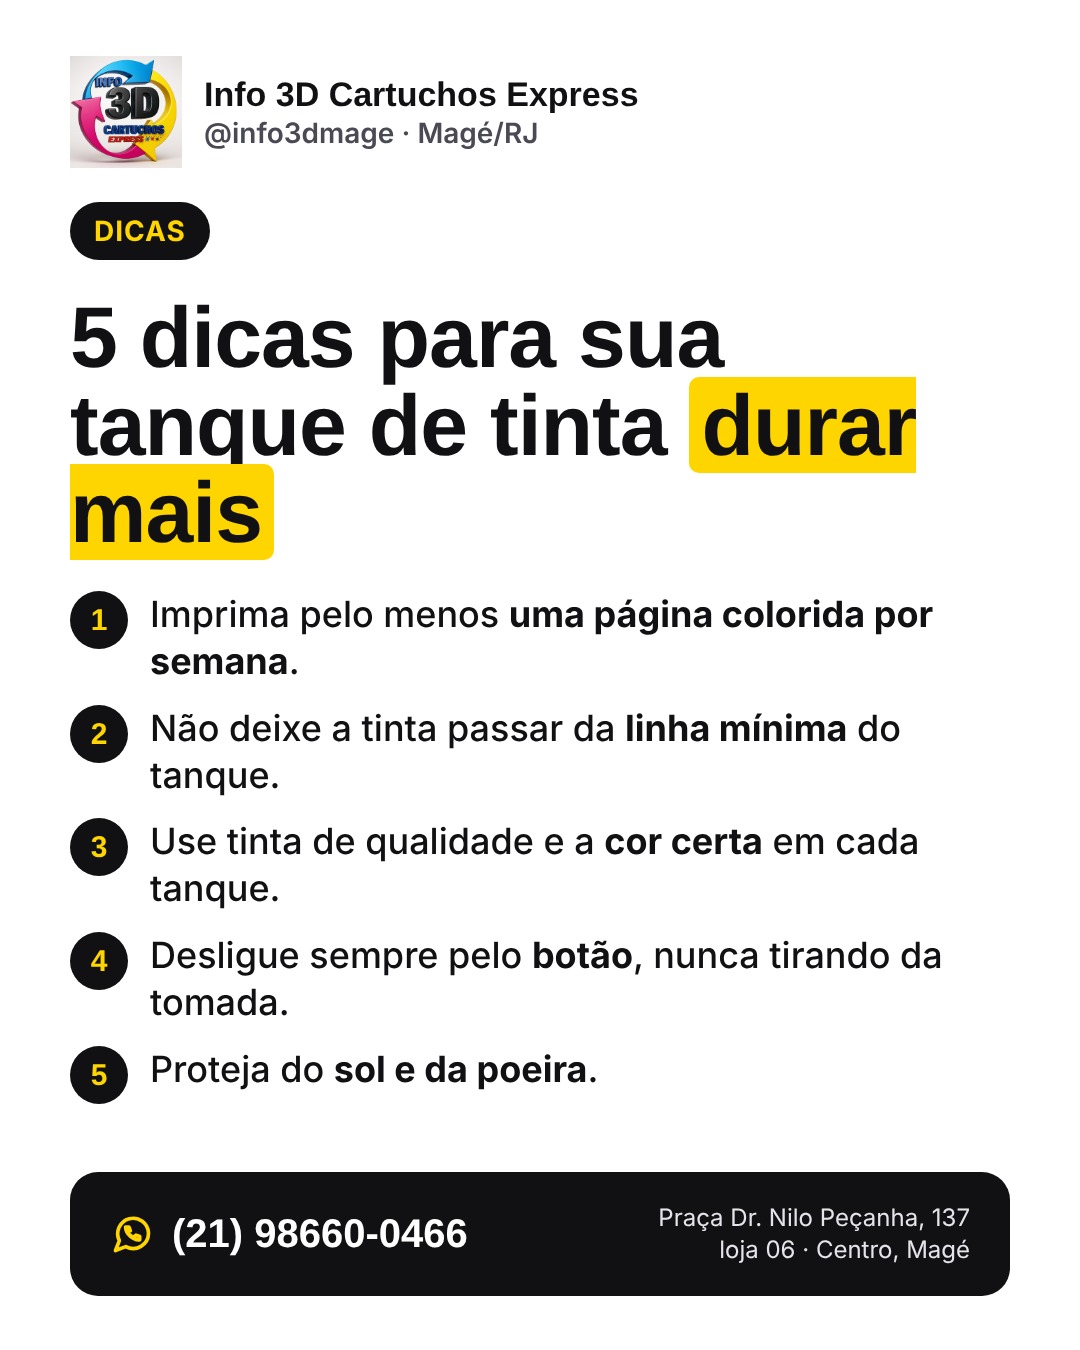 INFO
3D
CARTUCHOS
EXPRESS
Info 3D Cartuchos Express
@info3dmage · Magé/RJ
DICAS
5 dicas para sua
tanque de tinta durar
mais
1 Imprima pelo menos uma página colorida por
semana.
2 Não deixe a tinta passar da linha mínima do
tanque.
3 Use tinta de qualidade e a cor certa em cada
tanque.
4 Desligue sempre pelo botão, nunca tirando da
tomada.
5 Proteja do sol e da poeira.
(21) 98660-0466
Praça Dr. Nilo Peçanha, 137
loja 06 · Centro, Magé